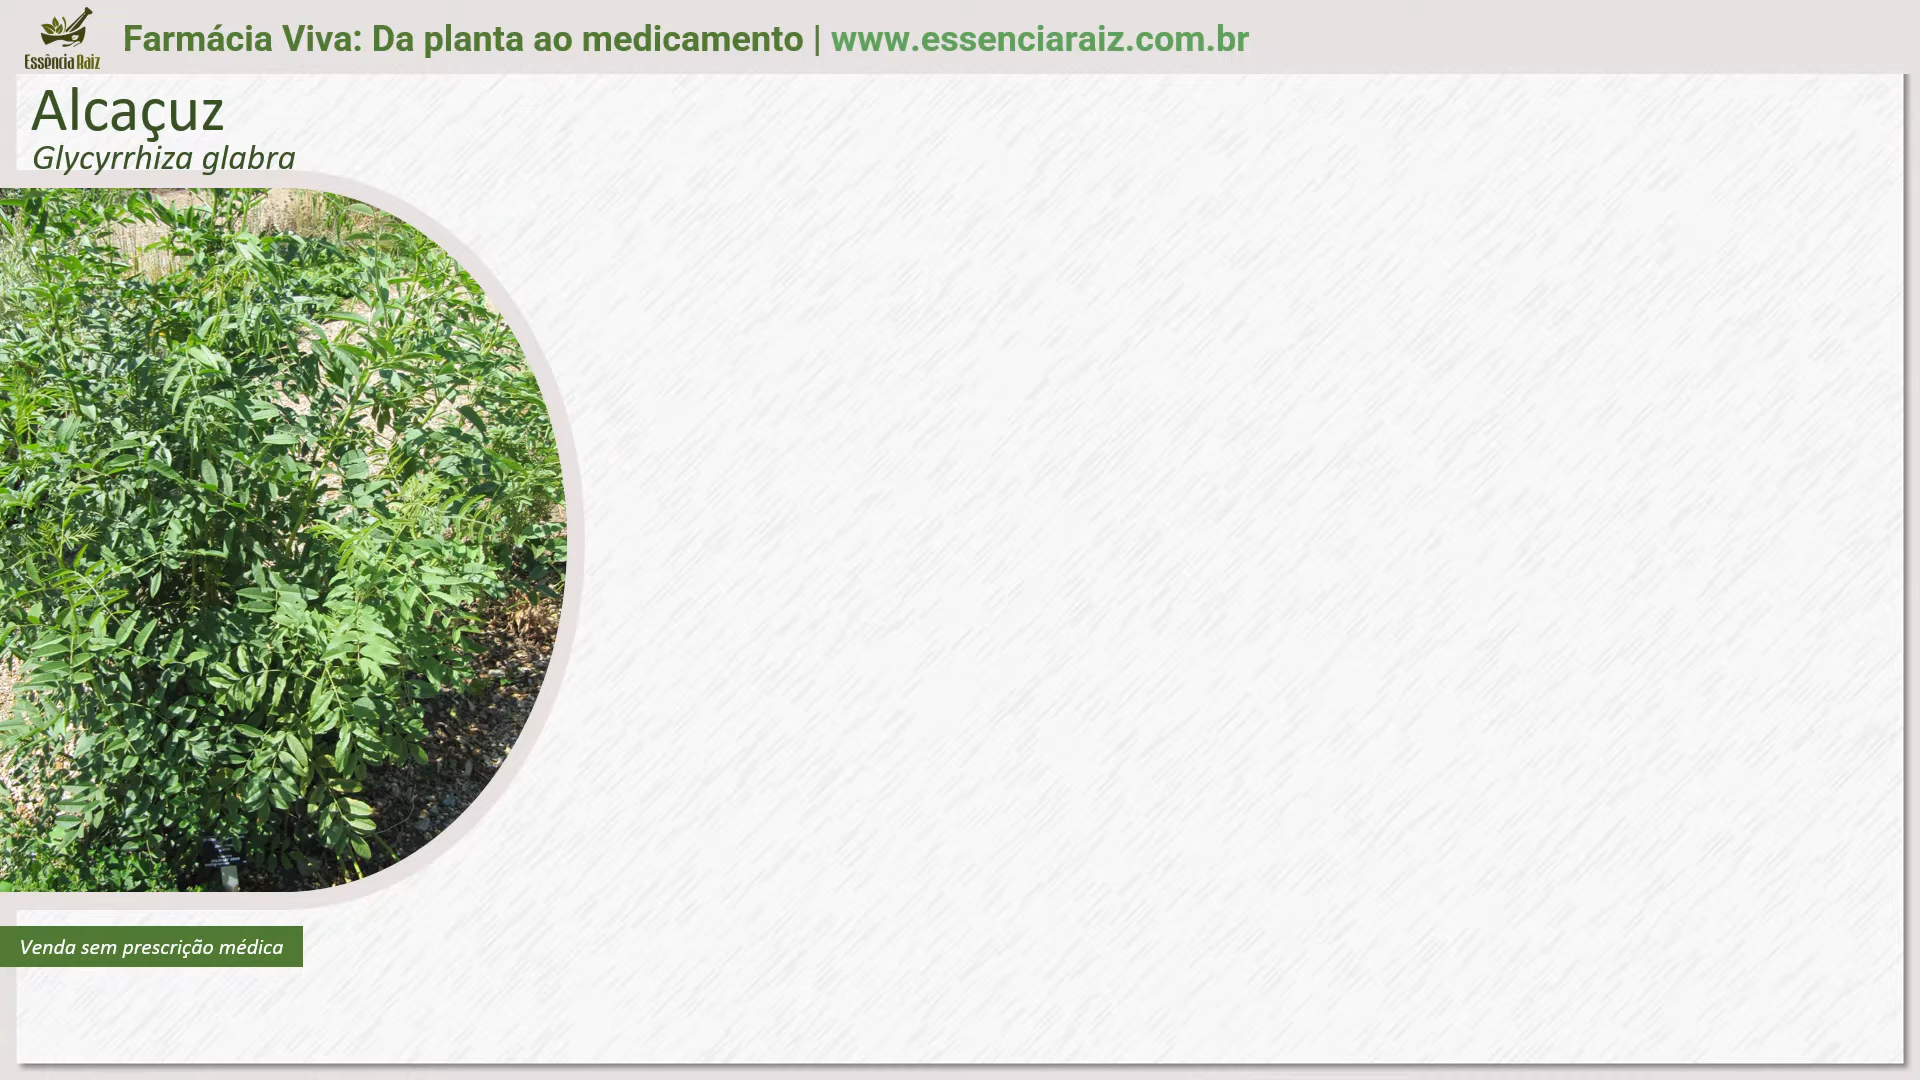 Essência Raiz
Farmácia Viva: Da planta ao medicamento | www.essenciaraiz.com.br
Alcaçuz
Glycyrrhiza glabra
Venda sem prescrição médica